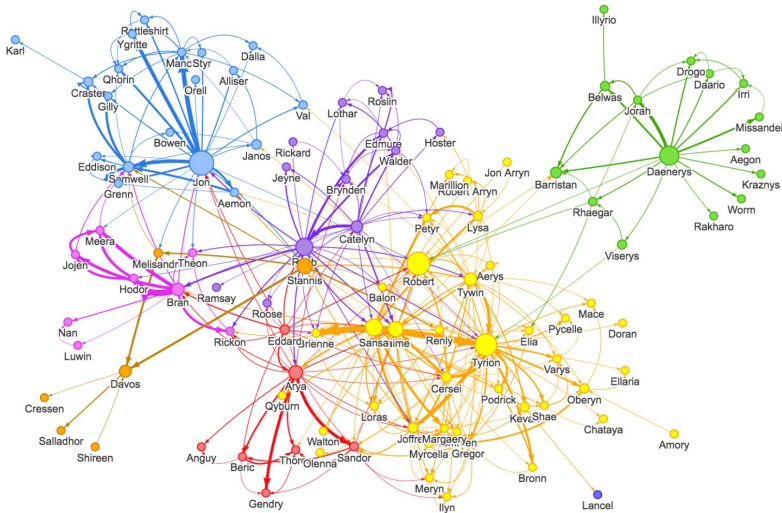 Illyrio
Karl
Rattleshirt
Ygritte
Styr
Dalla
Qhorin
Alliser
Craster
Orell
Gilly
Val
Drogo
Daario
Irri
Belwas
Jorah
Missandei
Roslin
Lothar
Bowen
Janos
Edmure
Hoster
Rickard
Walder
Eddison
Samwell
Jon
Jeyne
Brynden
Grenn
Aemon
Jon Arryn
Marillion
Robert Arryn
Barristan
Daenerys
Aegon
Kraznys
Worm
Rakharo
Rhaegar
Viserys
Petyr
Lysa
Catelyn
Meera
Melisandre
Theon
Jojen
Hodor
Bran
Ramsay
Stannis
Robert
Aerys
Tywin
Balon
Roose
Nan
Luwin
Rickon
Eddard
Brienne
Sansa
Renly
Tyrion
Elia
Pycelle
Mace
Doran
Varys
Ellaria
Davos
Arya
Cersei
Podrick
Oberyn
Shae
Chataya
Qyburn
Loras
Cressen
Salladhor
Shireen
Anguy
Beric
Walton
Olenna
Sandor
Joffrey
Margaery
Myrcella
Gregor
Amory
Bronn
Gendry
Meryn
Ilyn
Lancel